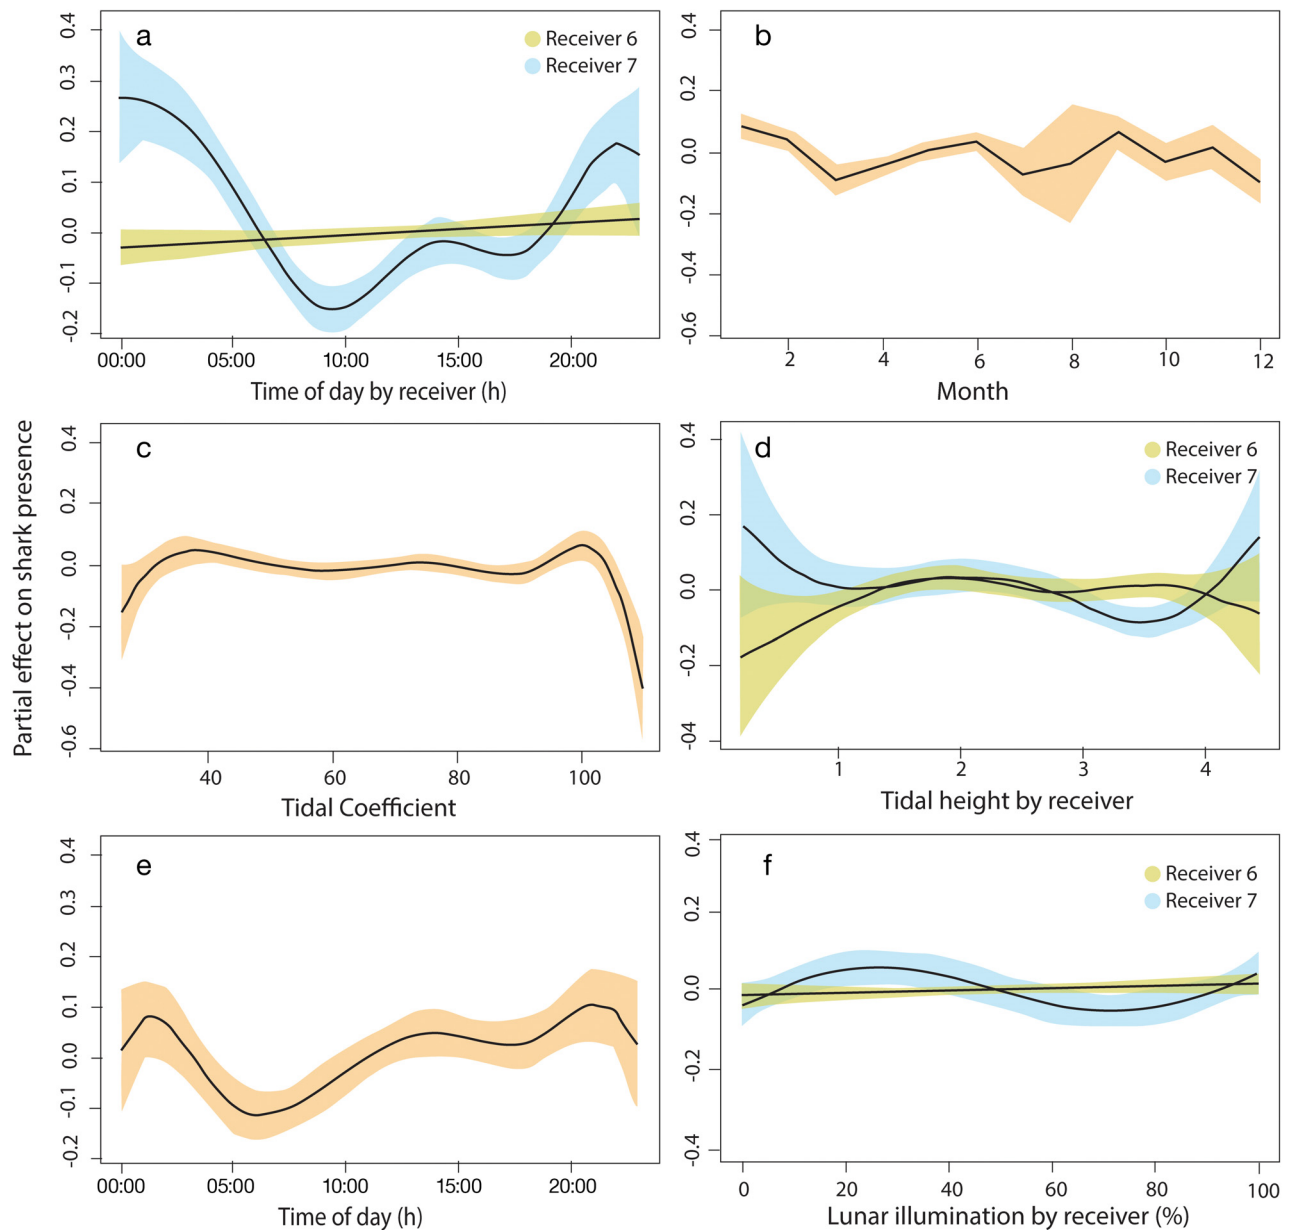 Partial effect on shark presence
a
Receiver 6
Receiver 7
0.4
0.3
0.2
0.1
0.0
-0.1
-0.2
00:00 05:00 10:00 15:00 20:00
Time of day by receiver (h)
b
0.4
0.2
0.0
-0.2
-0.4
-0.6
2 4 6 8 10 12
Month
c
0.4
0.2
0.0
-0.2
-0.4
-0.6
40 60 80 100
Tidal Coefficient
d
Receiver 6
Receiver 7
0.4
0.2
0.0
-0.2
-04
1 2 3 4
Tidal height by receiver
e
0.4
0.3
0.2
0.1
0.0
-0.1
-0.2
00:00 05:00 10:00 15:00 20:00
Time of day (h)
f
Receiver 6
Receiver 7
0.4
0.2
0.0
-0.2
-0.4
0 20 40 60 80 100
Lunar illumination by receiver (%)